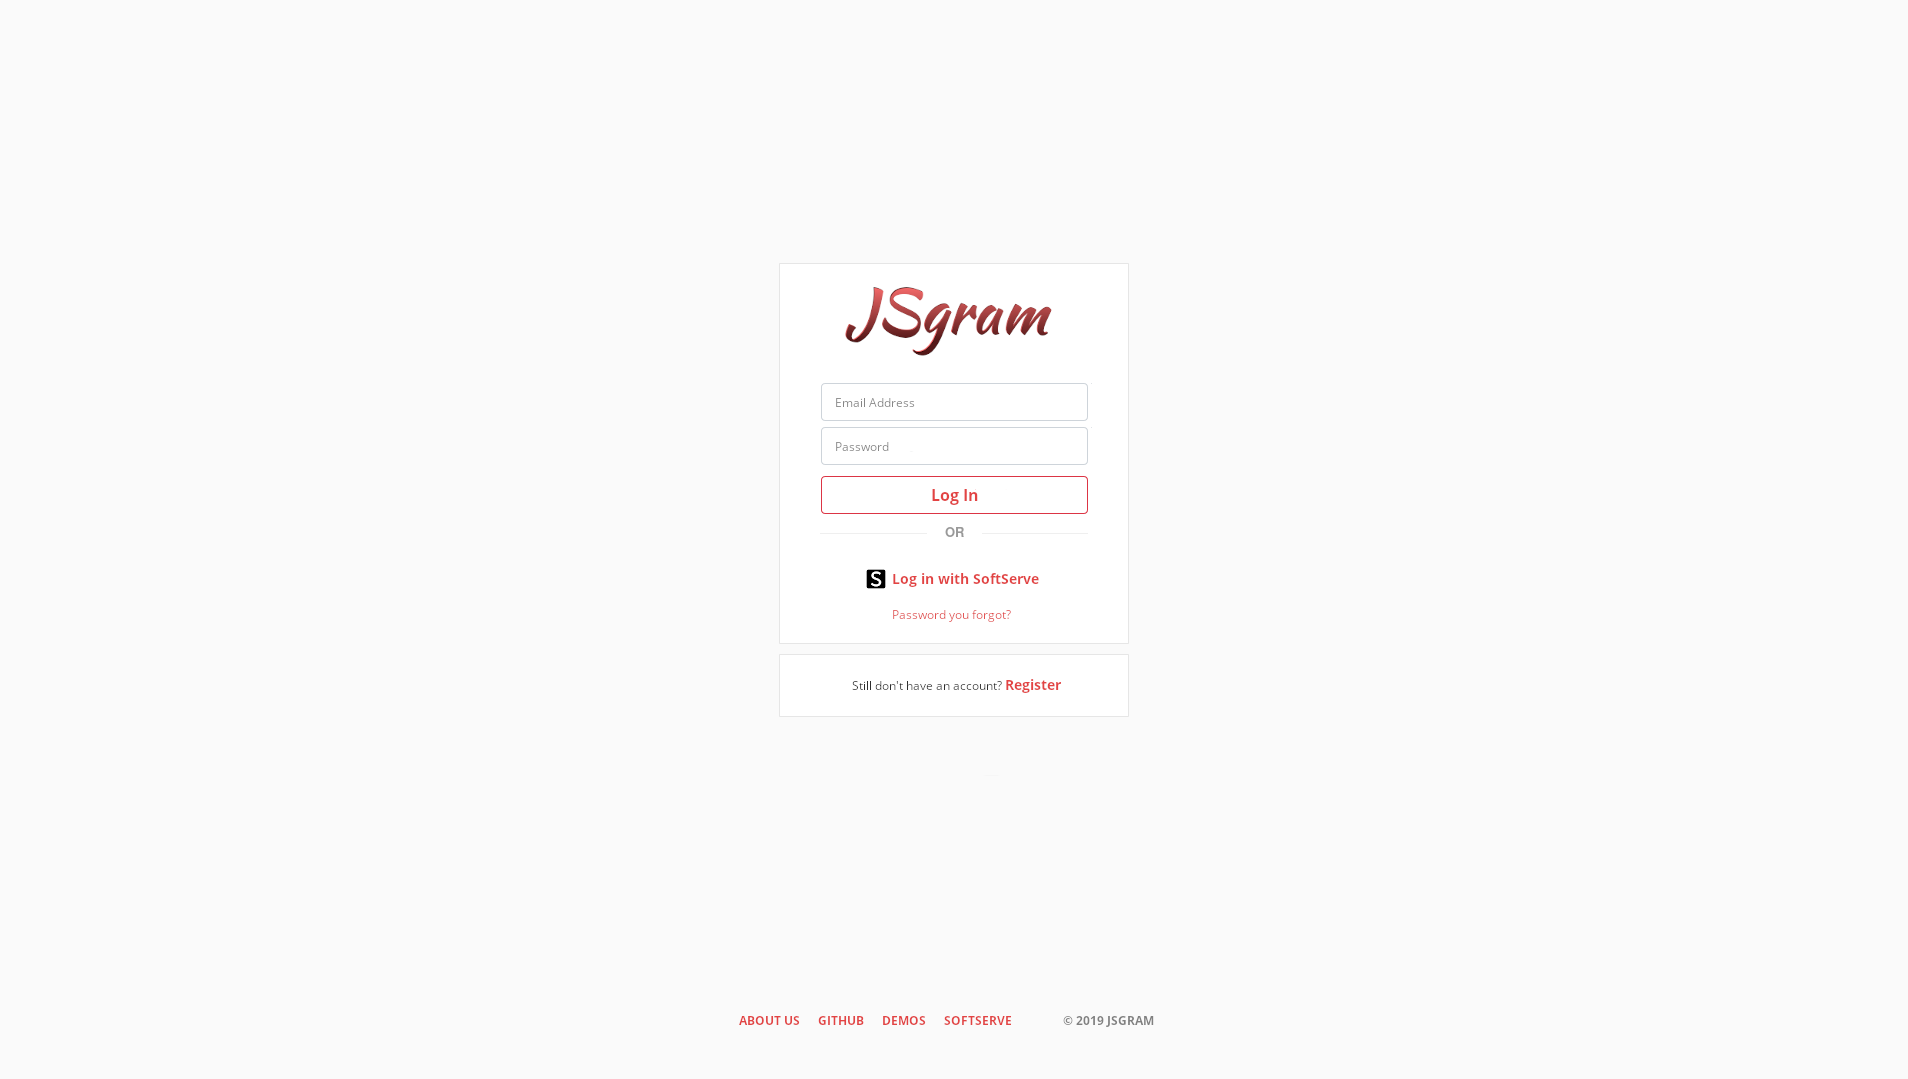 JSgram
Email Address
Password
Log In
OR
S Log in with SoftServe
Password you forgot?
Still don't have an account? Register
ABOUT US GITHUB DEMOS SOFTSERVE © 2019 JSGRAM